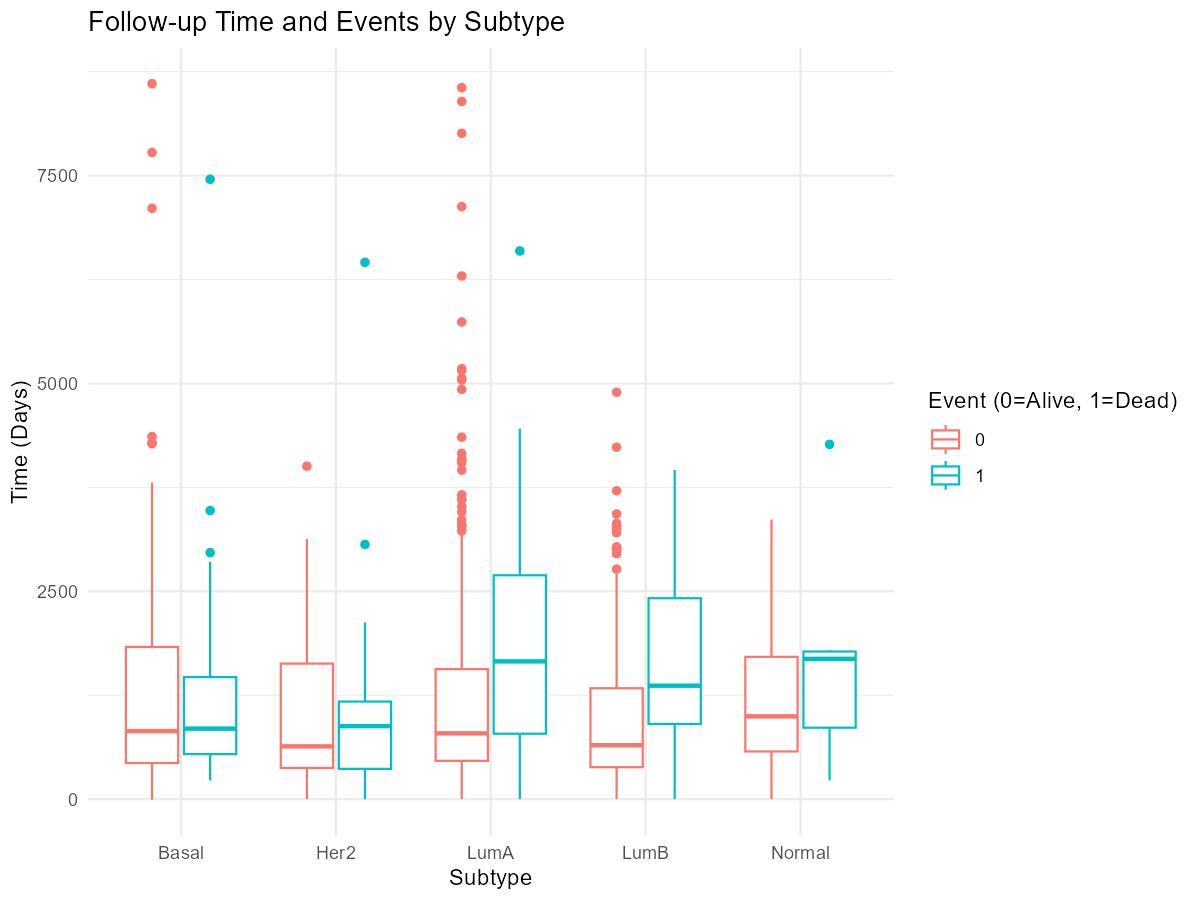 Follow-up Time and Events by Subtype
Time (Days)
7500
5000
2500
0
Basal
Her2
LumA
LumB
Normal
Subtype
Event (0=Alive, 1=Dead)
0
1